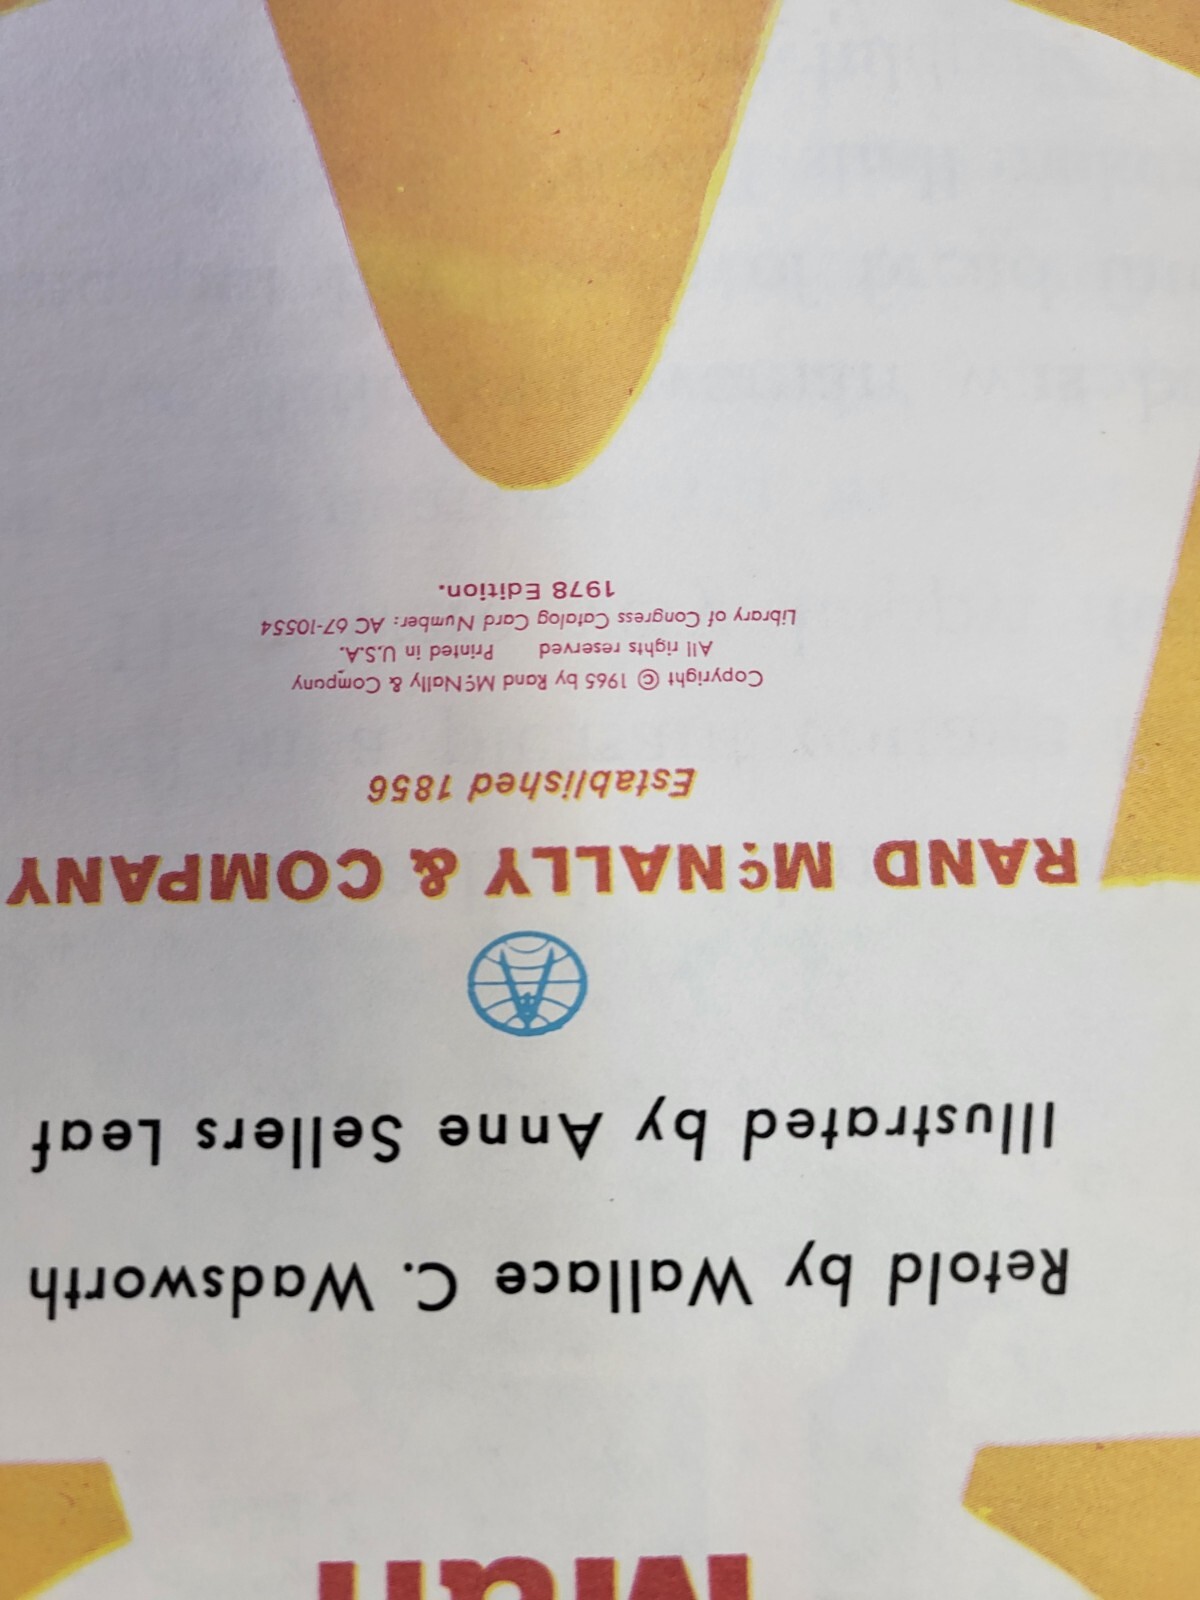 Man
Retold by Wallace C. Wadsworth
Illustrated by Anne Sellers Leaf
RAND McNALLY & COMPANY
Established 1856
Copyright © 1965 by Rand McNally & Company
All rights reserved Printed in U.S.A.
Library of Congress Catalog Card Number: AC 67-10554
1978 Edition.